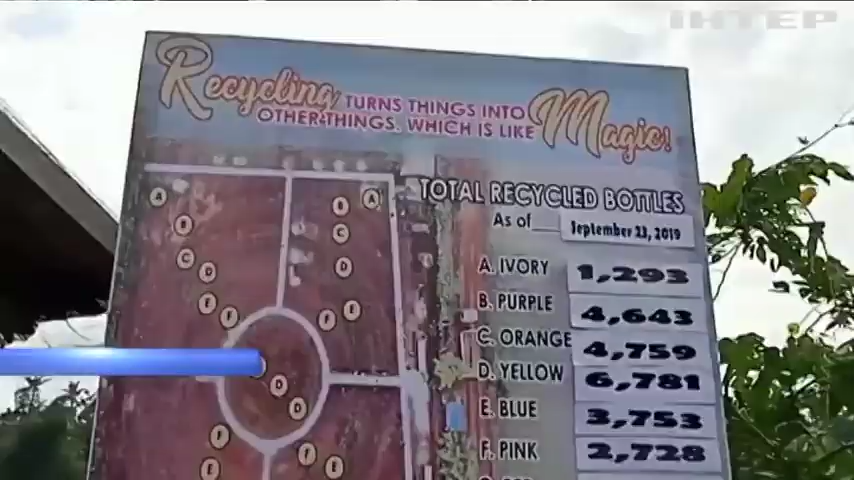 ІНТЕР
Recycling TURNS THINGS INTO
OTHER THINGS. WHICH IS LIKE Magic!
TOTAL RECYCLED BOTTLES
As of September 23, 2019
A. IVORY 1,293
B. PURPLE 4,643
C. ORANGE 4,759
D. YELLOW 6,781
E. BLUE 3,753
F. PINK 2,728
A
B
C
D
E
F
B
A
C
D
E
F
D
D
F
E
F
E